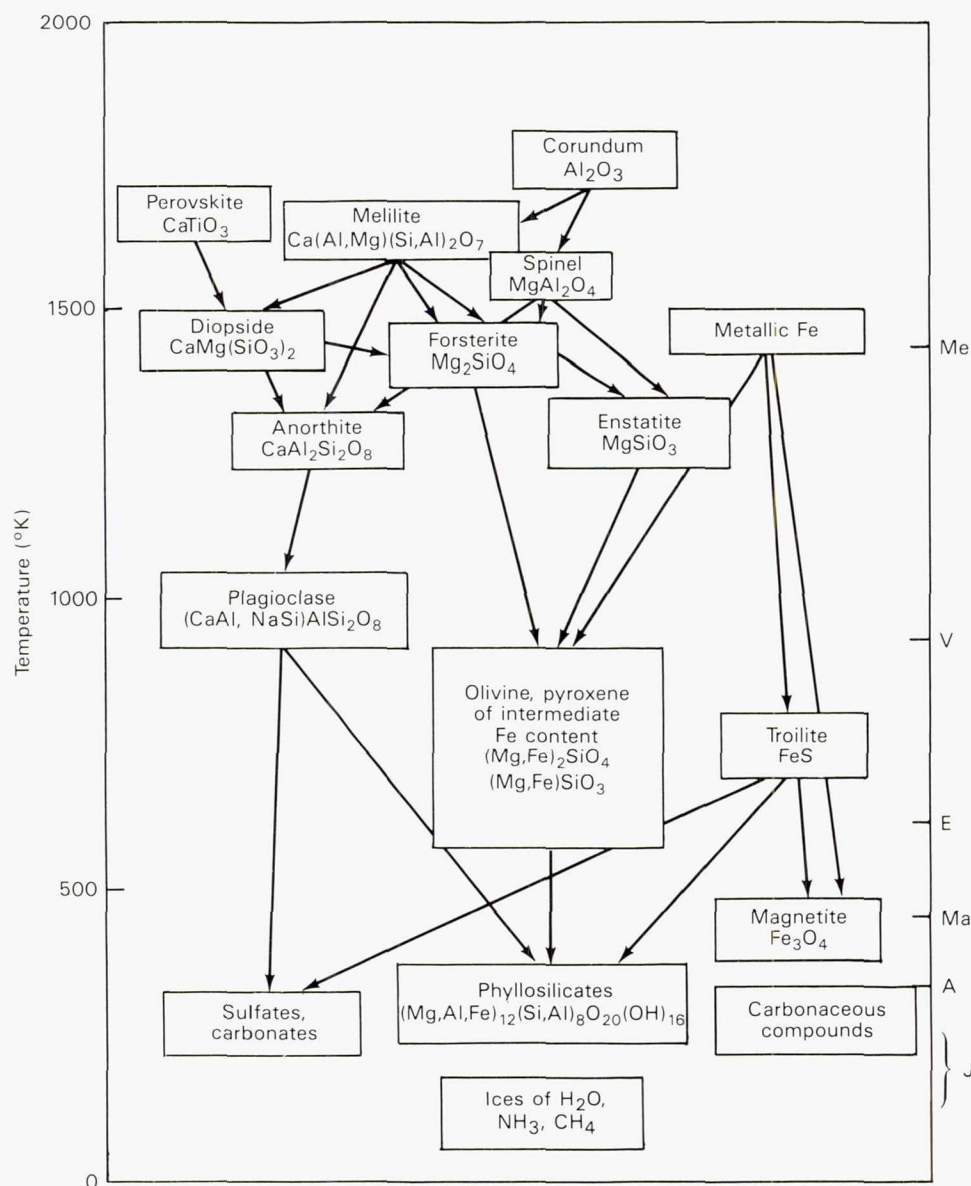 2000
Corundum
Al₂O₃
Perovskite
CaTiO₃
Melilite
Ca(Al,Mg)(Si,Al)₂O₇
Spinel
MgAl₂O₄
1500
Diopside
CaMg(SiO₃)₂
Forsterite
Mg₂SiO₄
Metallic Fe
Me
Anorthite
CaAl₂Si₂O₈
Enstatite
MgSiO₃
Temperature (°K)
1000
Plagioclase
(CaAl, NaSi)AlSi₂O₈
V
Olivine, pyroxene
of intermediate
Fe content
(Mg,Fe)₂SiO₄
(Mg,Fe)SiO₃
Troilite
FeS
E
500
Magnetite
Fe₃O₄
Ma
A
Sulfates,
carbonates
Phyllosilicates
(Mg,Al,Fe)₁₂(Si,Al)₈O₂₀(OH)₁₆
Carbonaceous
compounds
J
Ices of H₂O,
NH₃, CH₄
0